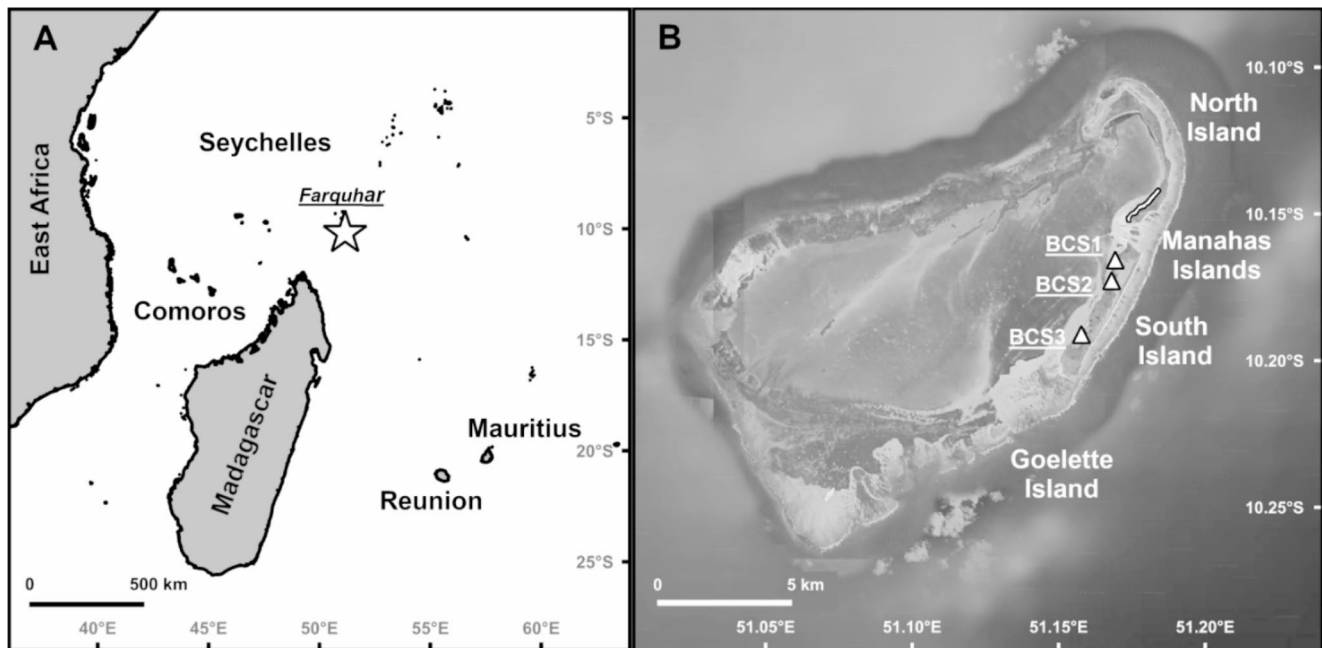 A
East Africa
Seychelles
Farquhar
Comoros
Madagascar
Mauritius
Reunion
5°S
10°S
15°S
20°S
25°S
0 500 km
40°E 45°E 50°E 55°E 60°E
B
North
Island
Manahas
Islands
BCS1
BCS2
BCS3
South
Island
Goelette
Island
10.10°S
10.15°S
10.20°S
10.25°S
0 5 km
51.05°E 51.10°E 51.15°E 51.20°E